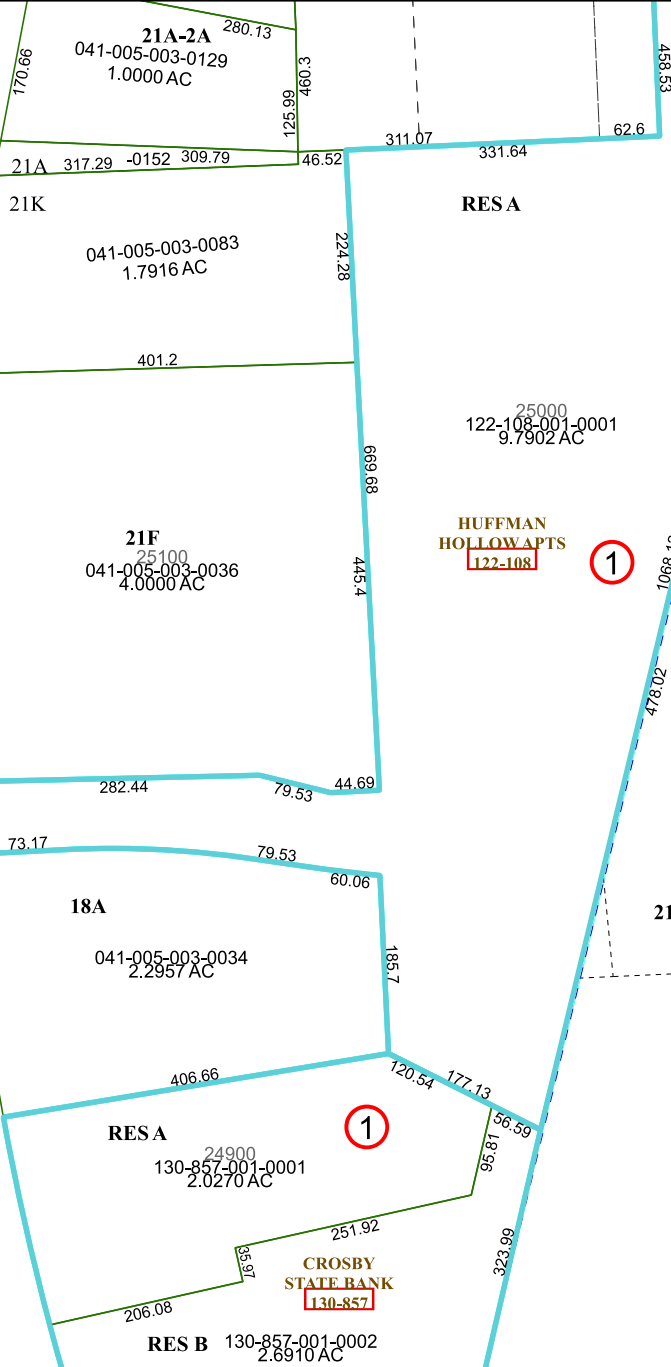 21A-2A
041-005-003-0129
1.0000 AC
280.13
170.66
125.99
460.3
458.53
21A
317.29
-0152
309.79
46.52
311.07
331.64
62.6
21K
RES A
041-005-003-0083
1.7916 AC
224.28
401.2
25000
122-108-001-0001
9.7902 AC
669.68
HUFFMAN
HOLLOW APTS
122-108
1
21F
25100
041-005-003-0036
4.0000 AC
445.4
478.02
282.44
79.53
44.69
73.17
79.53
60.06
18A
21
041-005-003-0034
2.2957 AC
185.7
406.66
120.54
177.13
56.59
RES A
1
24900
130-857-001-0001
2.0270 AC
95.81
251.92
35.97
323.99
CROSBY
STATE BANK
130-857
206.08
RES B
130-857-001-0002
2.6910 AC